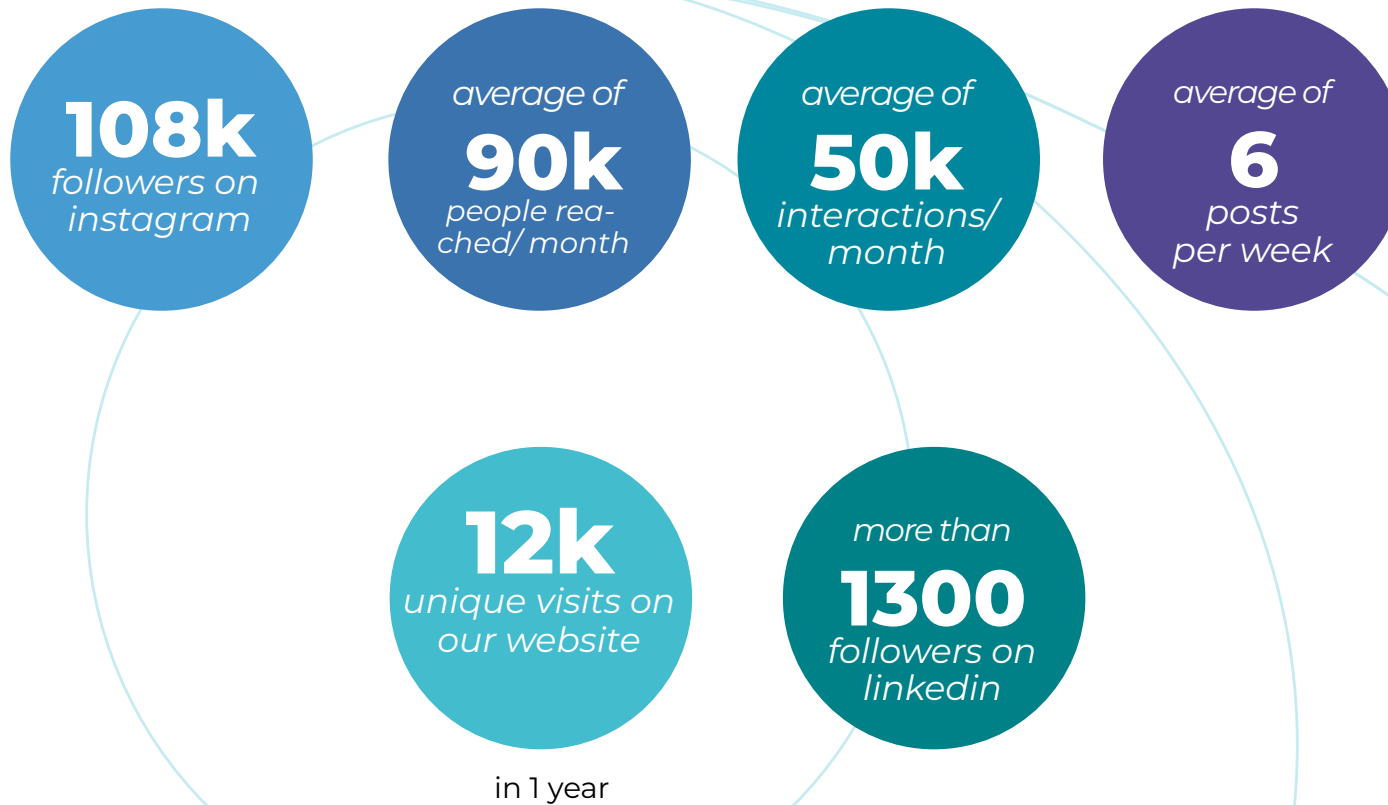 108k
followers on
instagram
average of
90k
people rea-
ched/ month
average of
50k
interactions/
month
average of
6
posts
per week
12k
unique visits on
our website
in 1 year
more than
1300
followers on
linkedin